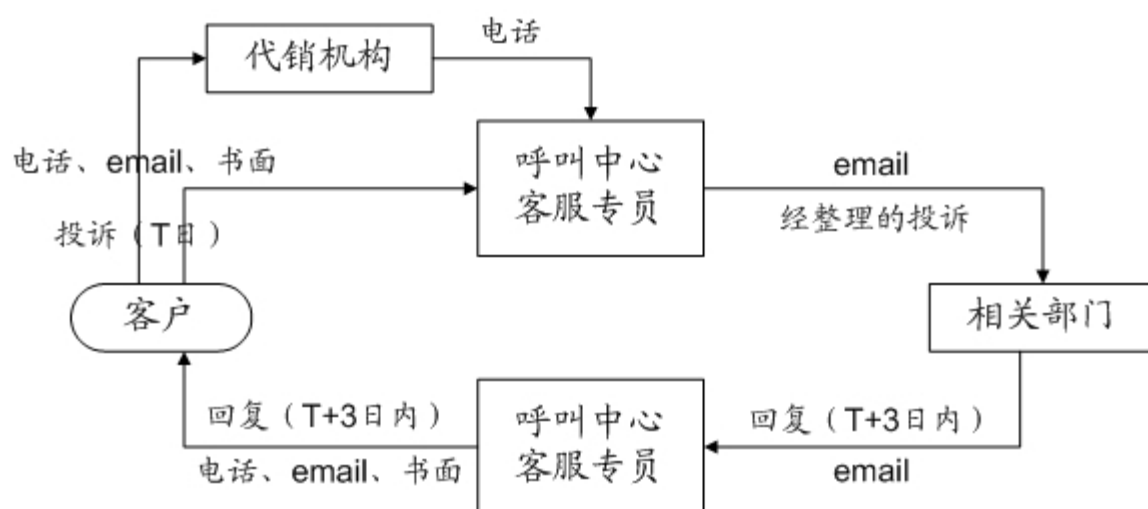 代销机构
电话
呼叫中心
客服专员
电话、email、书面
email
经整理的投诉
投诉（T日）
客户
相关部门
回复（T+3日内）
呼叫中心
客服专员
回复（T+3日内）
电话、email、书面
email